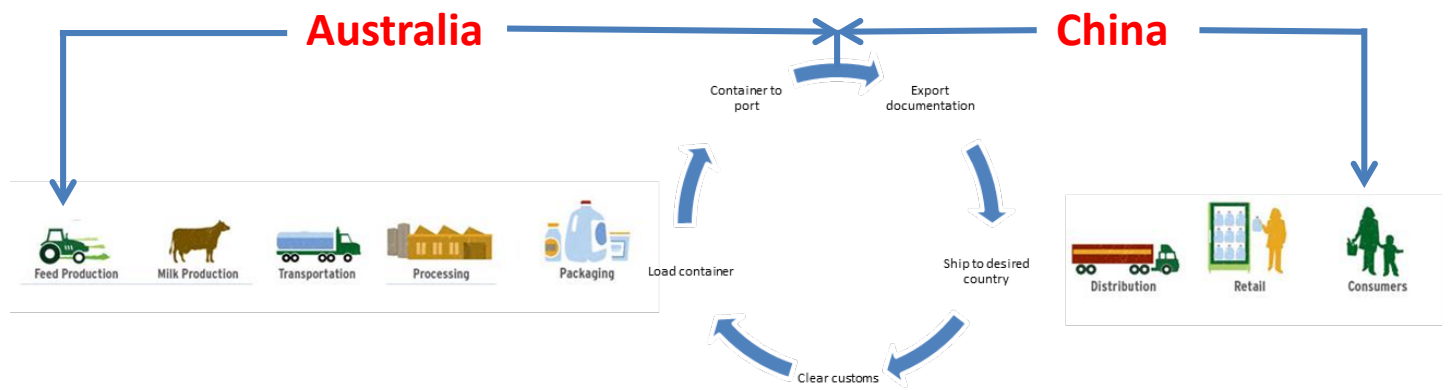 Australia
China
Container to
port
Export
documentation
Feed Production
Milk Production
Transportation
Processing
Packaging
Load container
Ship to desired
country
Clear customs
Distribution
Retail
Consumers